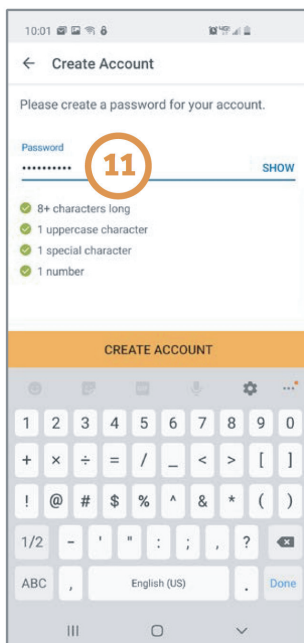 10:01
← Create Account
Please create a password for your account.
Password
•••••••••• 11 SHOW
8+ characters long
1 uppercase character
1 special character
1 number
CREATE ACCOUNT
GIF ...
1 2 3 4 5 6 7 8 9 0
+ × ÷ = / _ < > [ ]
! @ # $ % ^ & * ( )
1/2 - ' " : ; , ?
ABC , English (US) . Done